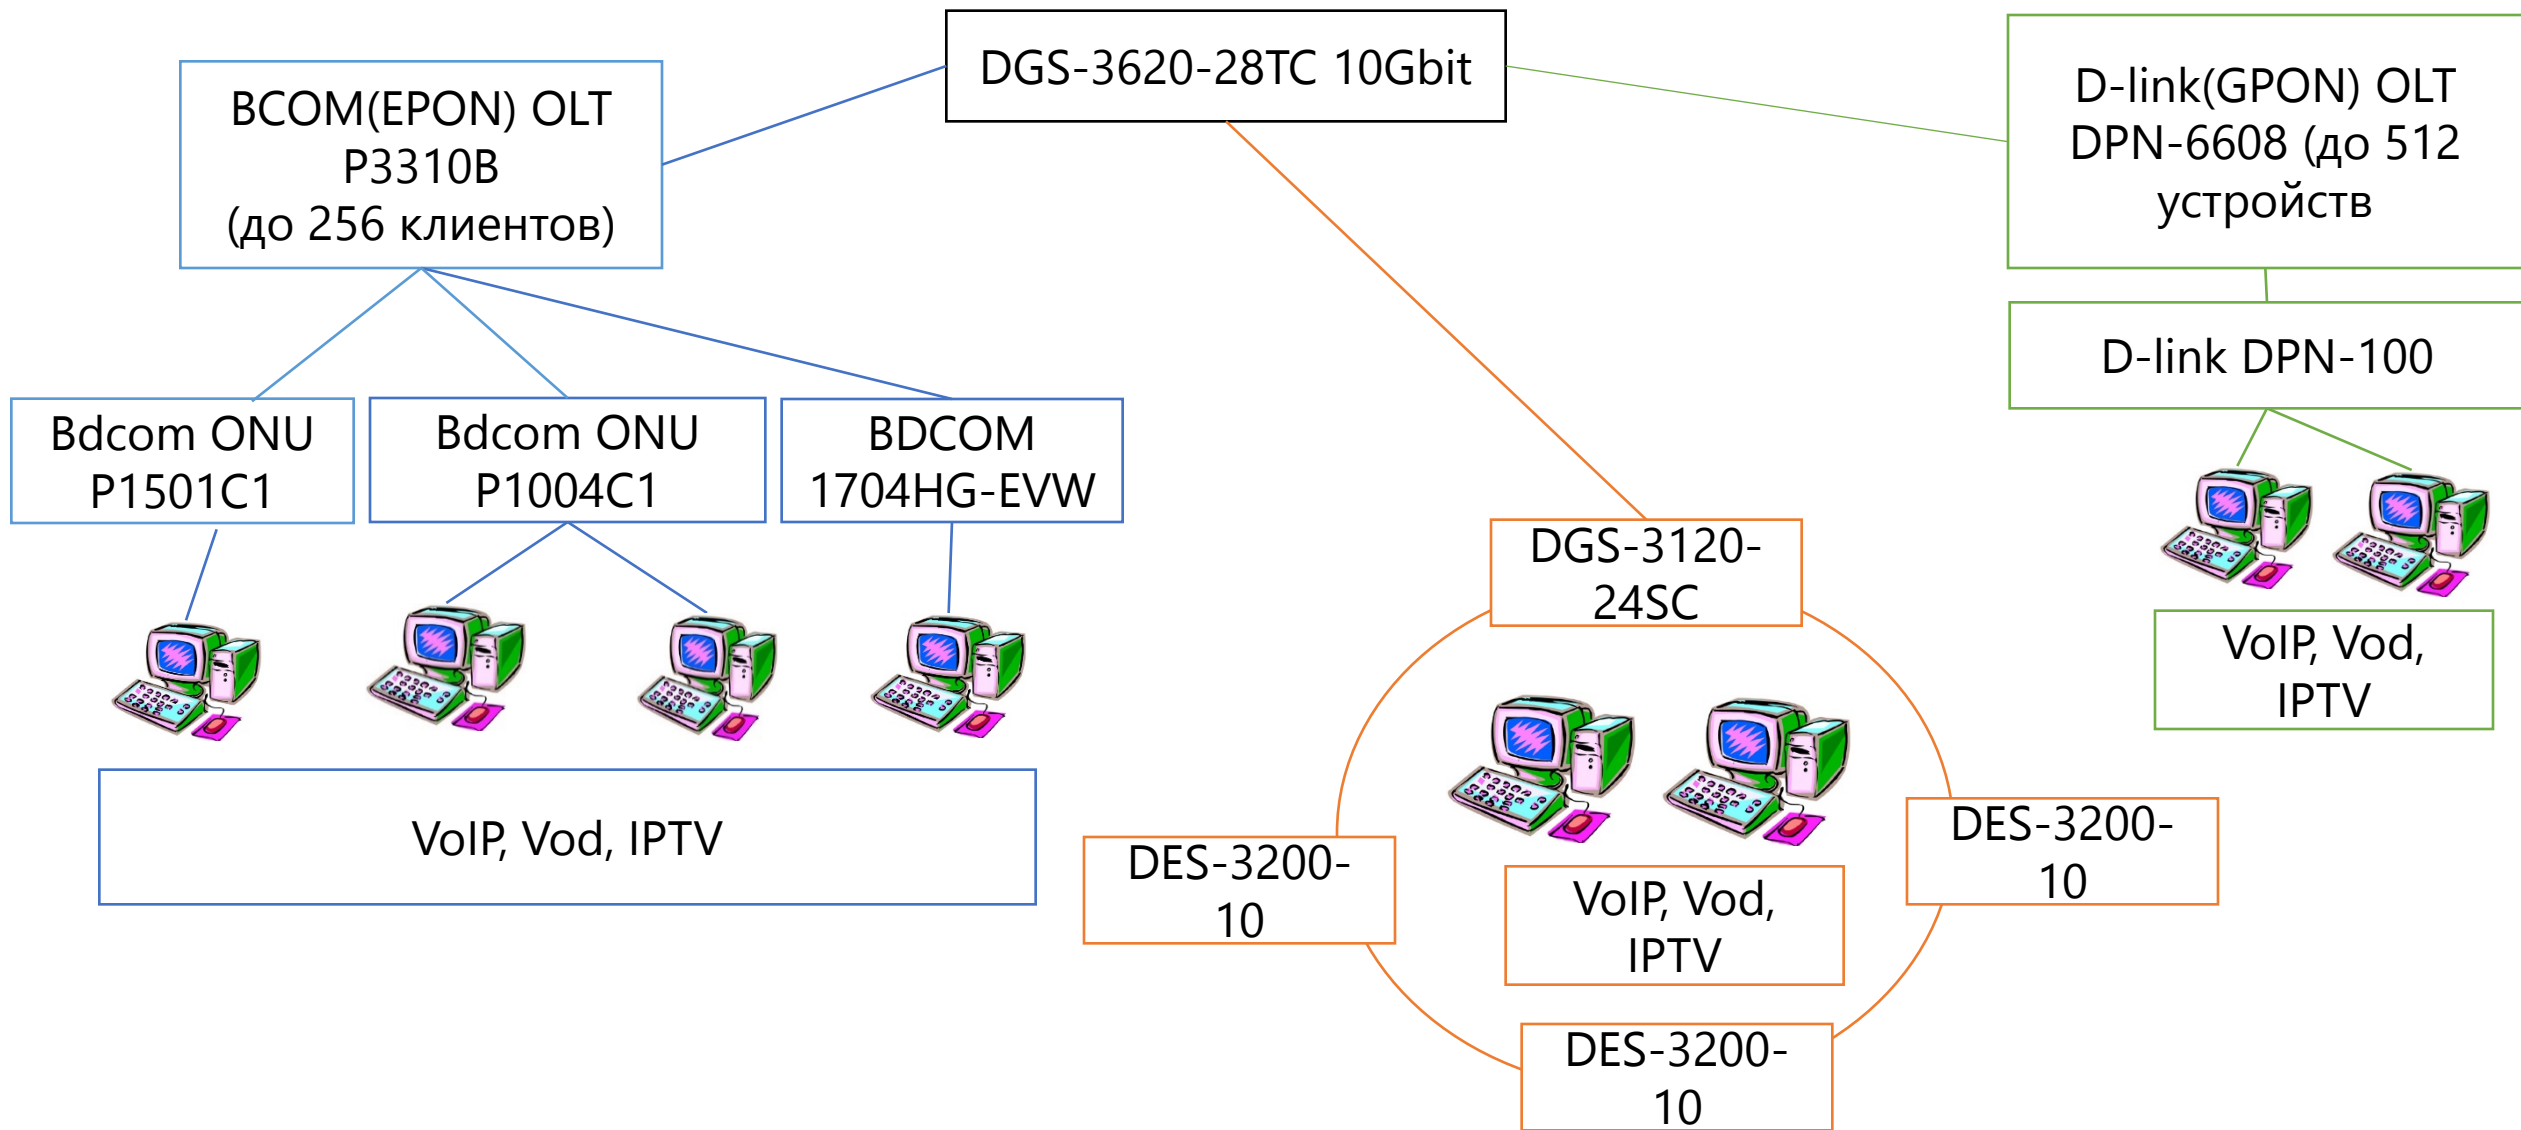 DGS-3620-28TC 10Gbit
BCOM(EPON) OLT
P3310B
(до 256 клиентов)
D-link(GPON) OLT
DPN-6608 (до 512
устройств
D-link DPN-100
Bdcom ONU
P1501C1
Bdcom ONU
P1004C1
BDCOM
1704HG-EVW
DGS-3120-
24SC
VoIP, Vod,
IPTV
VoIP, Vod, IPTV
DES-3200-
10
VoIP, Vod,
IPTV
DES-3200-
10
DES-3200-
10